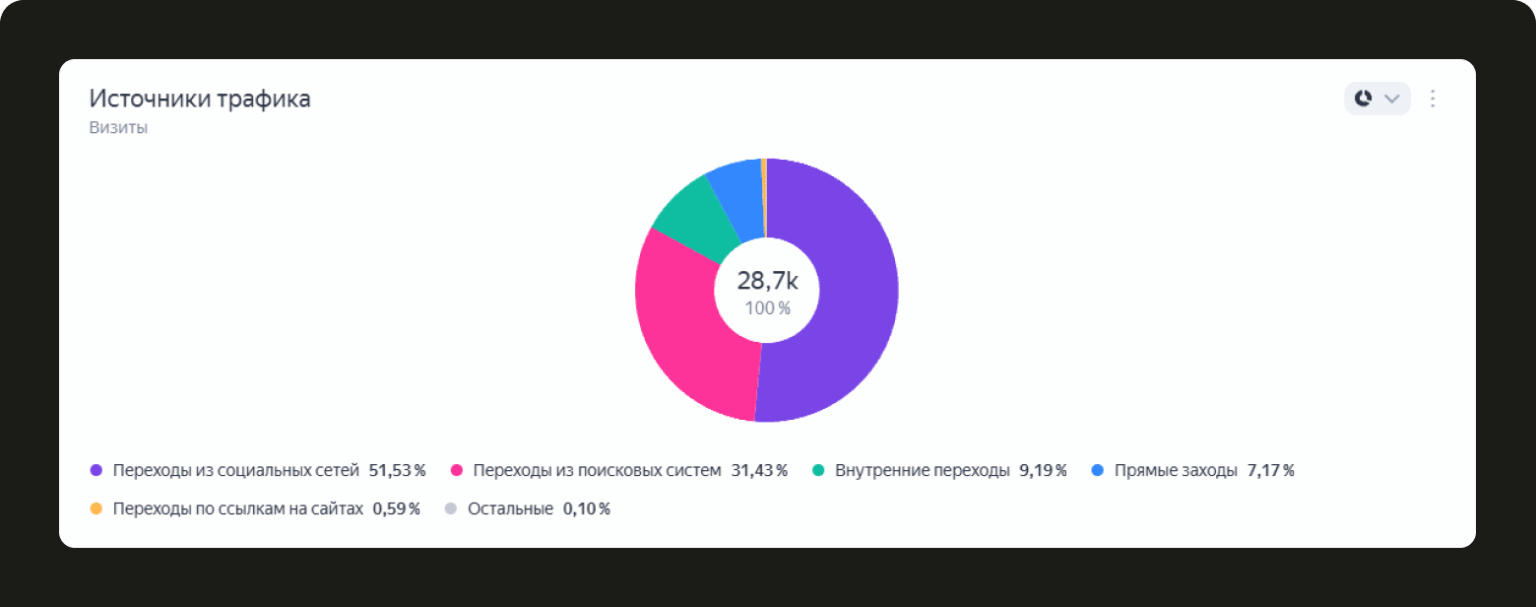 Источники трафика
Визиты
28,7k
100 %
Переходы из социальных сетей 51,53 % Переходы из поисковых систем 31,43 % Внутренние переходы 9,19 % Прямые заходы 7,17 %
Переходы по ссылкам на сайтах 0,59 % Остальные 0,10 %